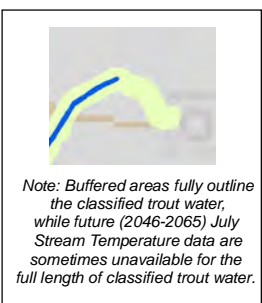 Note: Buffered areas fully outline
the classified trout water,
while future (2046-2065) July
Stream Temperature data are
sometimes unavailable for the
full length of classified trout water.